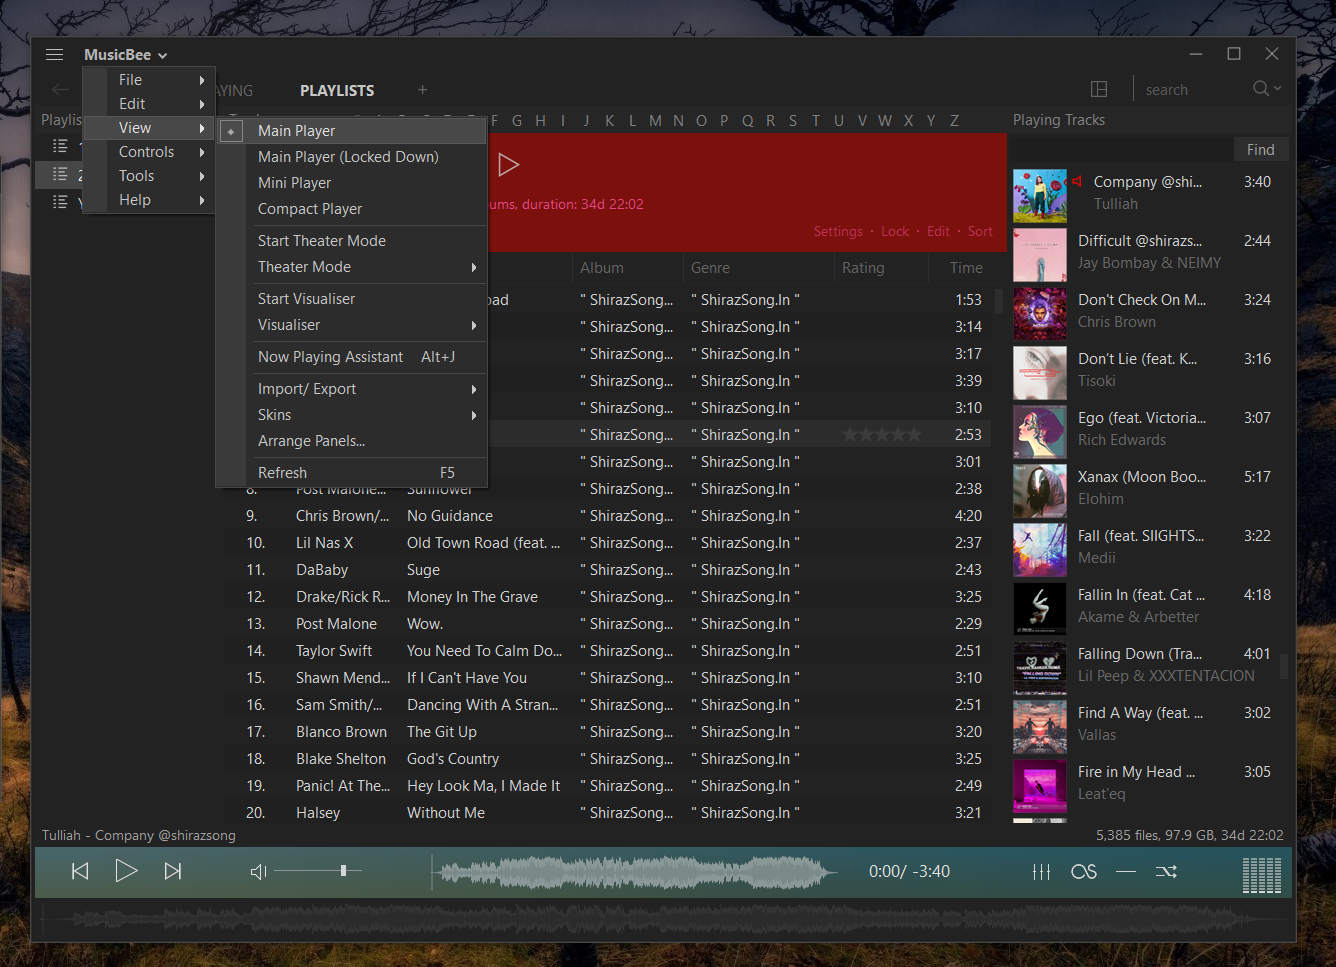 MusicBee
AYING
PLAYLISTS
+
search
File
Edit
View
Controls
Tools
Help
Playlis
F G H I J K L M N O P Q R S T U V W X Y Z
Main Player
Main Player (Locked Down)
Mini Player
Compact Player
Start Theater Mode
Theater Mode
Start Visualiser
Visualiser
Now Playing Assistant Alt+J
Import/ Export
Skins
Arrange Panels...
Refresh F5
ums, duration: 34d 22:02
Settings · Lock · Edit · Sort
Album Genre Rating Time
oad " ShirazSong... " ShirazSong.In " 1:53
" ShirazSong... " ShirazSong.In " 3:14
" ShirazSong... " ShirazSong.In " 3:17
" ShirazSong... " ShirazSong.In " 3:39
" ShirazSong... " ShirazSong.In " 3:10
" ShirazSong... " ShirazSong.In " 2:53
" ShirazSong... " ShirazSong.In " 3:01
8. Post Malone... Sunflower " ShirazSong... " ShirazSong.In " 2:38
9. Chris Brown/... No Guidance " ShirazSong... " ShirazSong.In " 4:20
10. Lil Nas X Old Town Road (feat. ... " ShirazSong... " ShirazSong.In " 2:37
11. DaBaby Suge " ShirazSong... " ShirazSong.In " 2:43
12. Drake/Rick R... Money In The Grave " ShirazSong... " ShirazSong.In " 3:25
13. Post Malone Wow. " ShirazSong... " ShirazSong.In " 2:29
14. Taylor Swift You Need To Calm Do... " ShirazSong... " ShirazSong.In " 2:51
15. Shawn Mend... If I Can't Have You " ShirazSong... " ShirazSong.In " 3:10
16. Sam Smith/... Dancing With A Stran... " ShirazSong... " ShirazSong.In " 2:51
17. Blanco Brown The Git Up " ShirazSong... " ShirazSong.In " 3:20
18. Blake Shelton God's Country " ShirazSong... " ShirazSong.In " 3:25
19. Panic! At The... Hey Look Ma, I Made It " ShirazSong... " ShirazSong.In " 2:49
20. Halsey Without Me " ShirazSong... " ShirazSong.In " 3:21
Playing Tracks
Find
Company @shi... 3:40
Tulliah
Difficult @shirazs... 2:44
Jay Bombay & NEIMY
Don't Check On M... 3:24
Chris Brown
Don't Lie (feat. K... 3:16
Tisoki
Ego (feat. Victoria... 3:07
Rich Edwards
Xanax (Moon Boo... 5:17
Elohim
Fall (feat. SIIGHTS... 3:22
Medii
Fallin In (feat. Cat ... 4:18
Akame & Arbetter
Falling Down (Tra... 4:01
Lil Peep & XXXTENTACION
Find A Way (feat. ... 3:02
Vallas
Fire in My Head ... 3:05
Leat'eq
Tulliah - Company @shirazsong
5,385 files, 97.9 GB, 34d 22:02
0:00/ -3:40